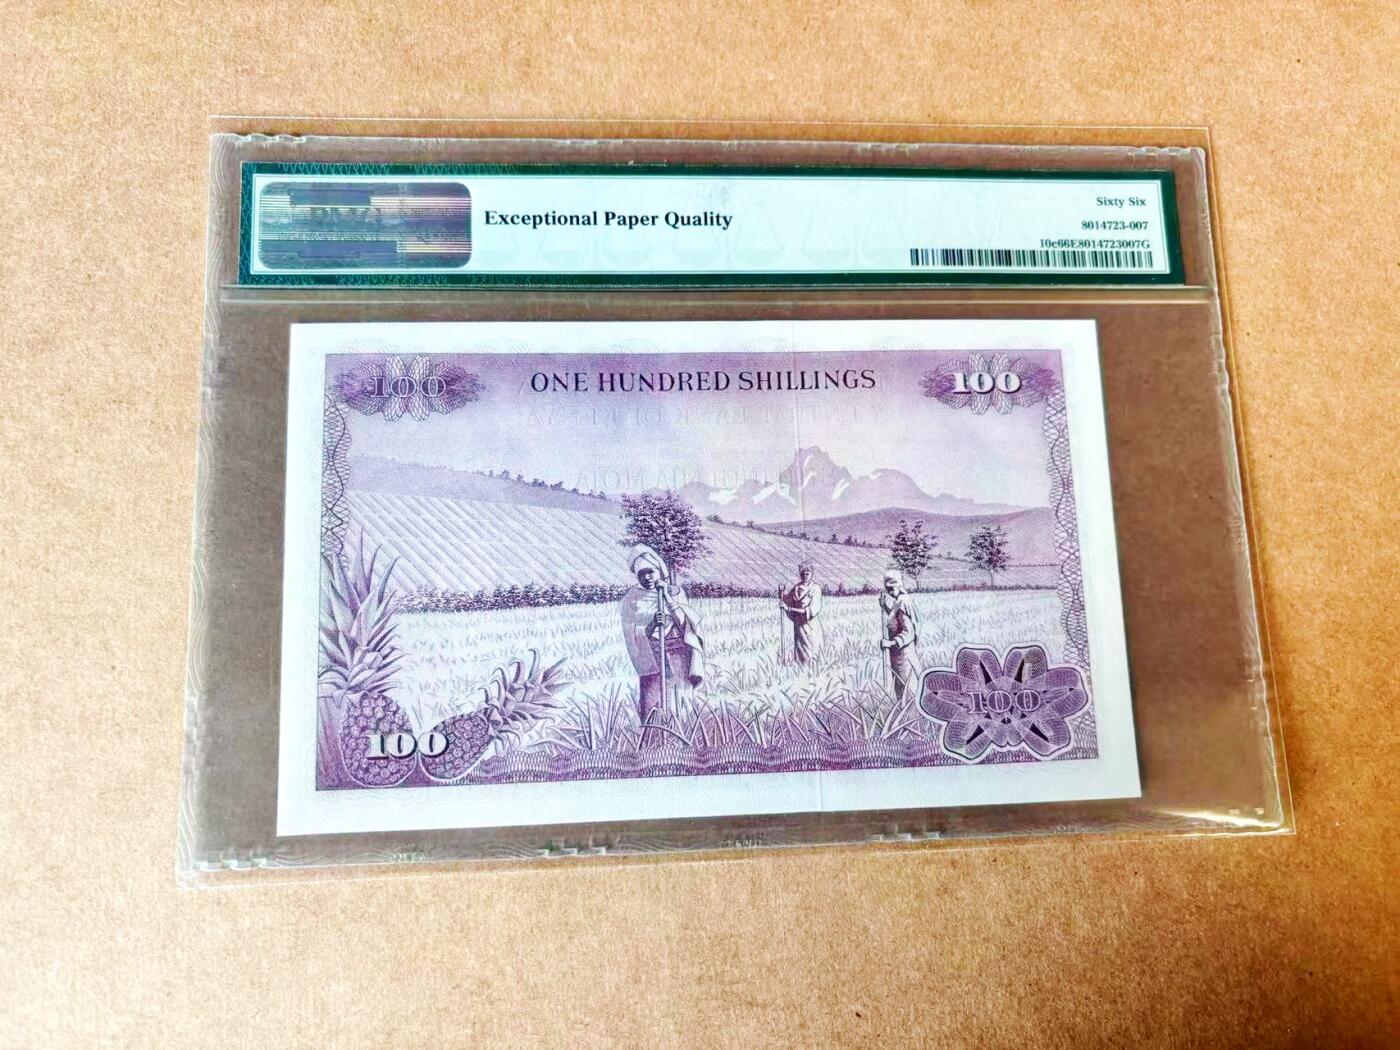 Exceptional Paper Quality
Sixty Six
8014723-007
10c66E8014723007G
100
ONE HUNDRED SHILLINGS
100
100
100